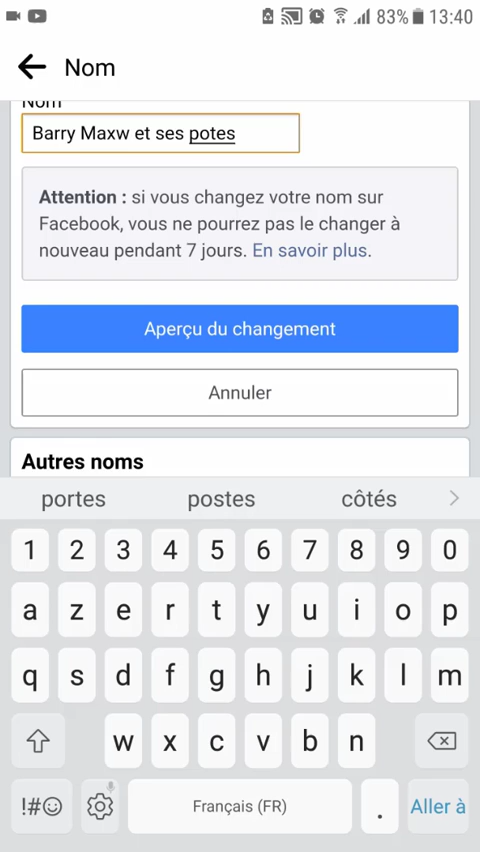 83% 13:40
Nom
Nom
Barry Maxw et ses potes
Attention : si vous changez votre nom sur
Facebook, vous ne pourrez pas le changer à
nouveau pendant 7 jours. En savoir plus.
Aperçu du changement
Annuler
Autres noms
portes postes côtés
1 2 3 4 5 6 7 8 9 0
a z e r t y u i o p
q s d f g h j k l m
w x c v b n
!#☺ Français (FR) . Aller à